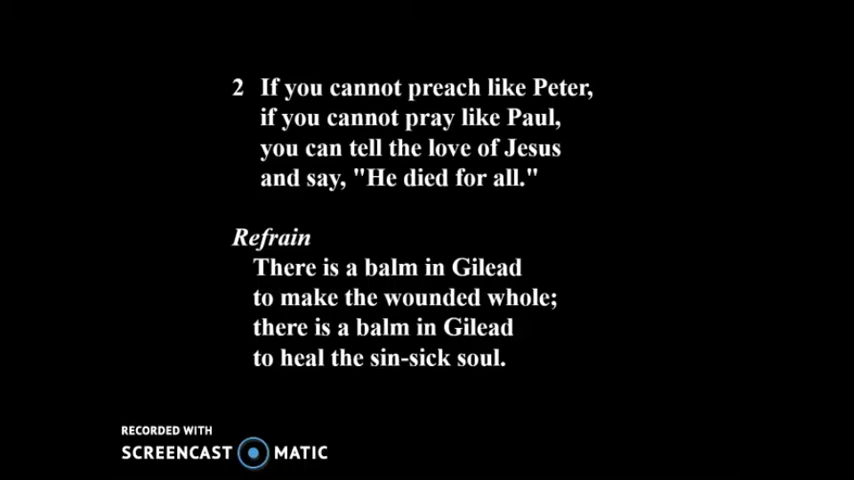 2 If you cannot preach like Peter,
if you cannot pray like Paul,
you can tell the love of Jesus
and say, "He died for all."
Refrain
There is a balm in Gilead
to make the wounded whole;
there is a balm in Gilead
to heal the sin-sick soul.
RECORDED WITH
SCREENCAST MATIC